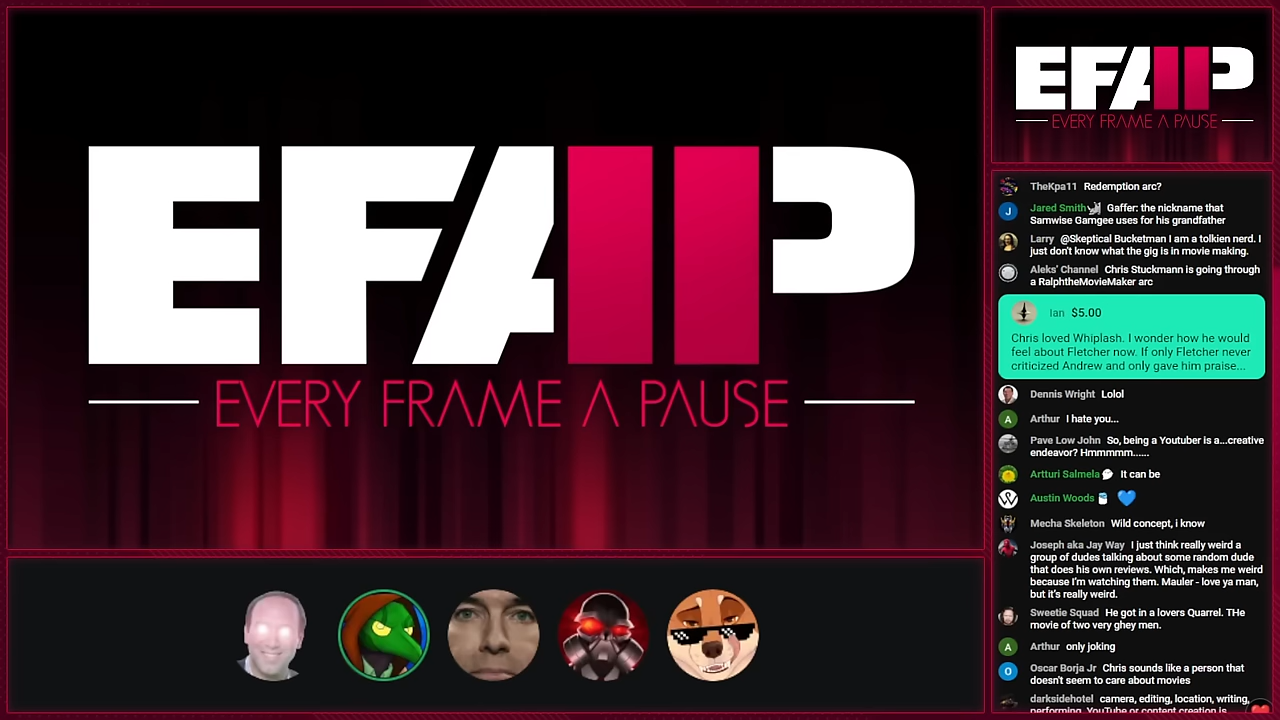 EFAP
EVERY FRAME A PAUSE
EFAP
EVERY FRAME A PAUSE
TheKpa11 Redemption arc?
J
Jared Smith Gaffer: the nickname that
Samwise Gamgee uses for his grandfather
Larry @Skeptical Bucketman I am a tolkien nerd. I
just don't know what the gig is in movie making.
Aleks' Channel Chris Stuckmann is going through
a RalphtheMovieMaker arc
Ian $5.00
Chris loved Whiplash. I wonder how he would
feel about Fletcher now. If only Fletcher never
criticized Andrew and only gave him praise...
Dennis Wright Lolol
A
Arthur I hate you...
Pave Low John So, being a Youtuber is a...creative
endeavor? Hmmmmm......
Artturi Salmela It can be
W
Austin Woods 💙
Mecha Skeleton Wild concept, i know
Joseph aka Jay Way I just think really weird a
group of dudes talking about some random dude
that does his own reviews. Which, makes me weird
because I'm watching them. Mauler - love ya man,
but it's really weird.
Sweetie Squad He got in a lovers Quarrel. THe
movie of two very ghey men.
A
Arthur only joking
O
Oscar Borja Jr Chris sounds like a person that
doesn't seem to care about movies
darksidehotel camera, editing, location, writing,
performing. YouTube or content creation is